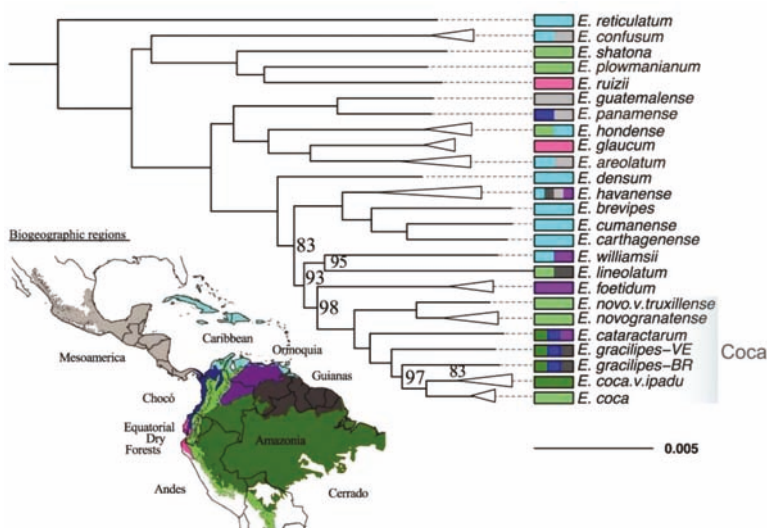 E. reticulatum
E. confusum
E. shatona
E. plowmanianum
E. ruizii
E. guatemalense
E. panamense
E. hondense
E. glaucum
E. areolatum
E. densum
E. havanense
E. brevipes
E. cumanense
E. carthagenense
E. williamsii
E. lineolatum
E. foetidum
E. novo.v.truxillense
E. novogranatense
E. cataractarum
E. gracilipes-VE
E. gracilipes-BR
E. coca.v.ipadu
E. coca
Coca
83
95
93
98
83
97
0.005
Biogeographic regions
Mesoamerica
Caribbean
Orinoquia
Guianas
Chocó
Equatorial
Dry
Forests
Amazonia
Andes
Cerrado